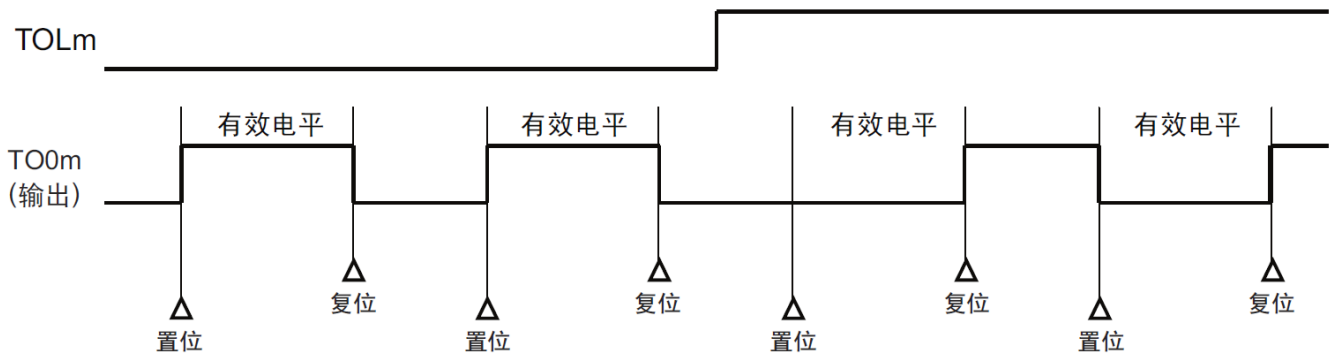 TOLm
有效电平 有效电平 有效电平 有效电平
TO0m
(输出)
复位 复位 复位 复位
置位 置位 置位 置位